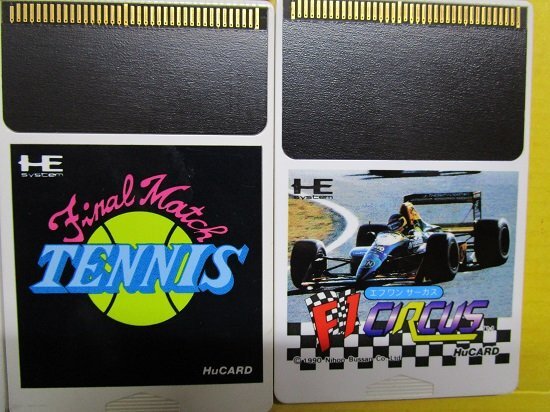 HE
system
Final Match
TENNIS
HuCARD
HE
system
エフワン サーカス
F1 CIRCUS
© 1990 Nihon Bussan Co., Ltd.
HuCARD